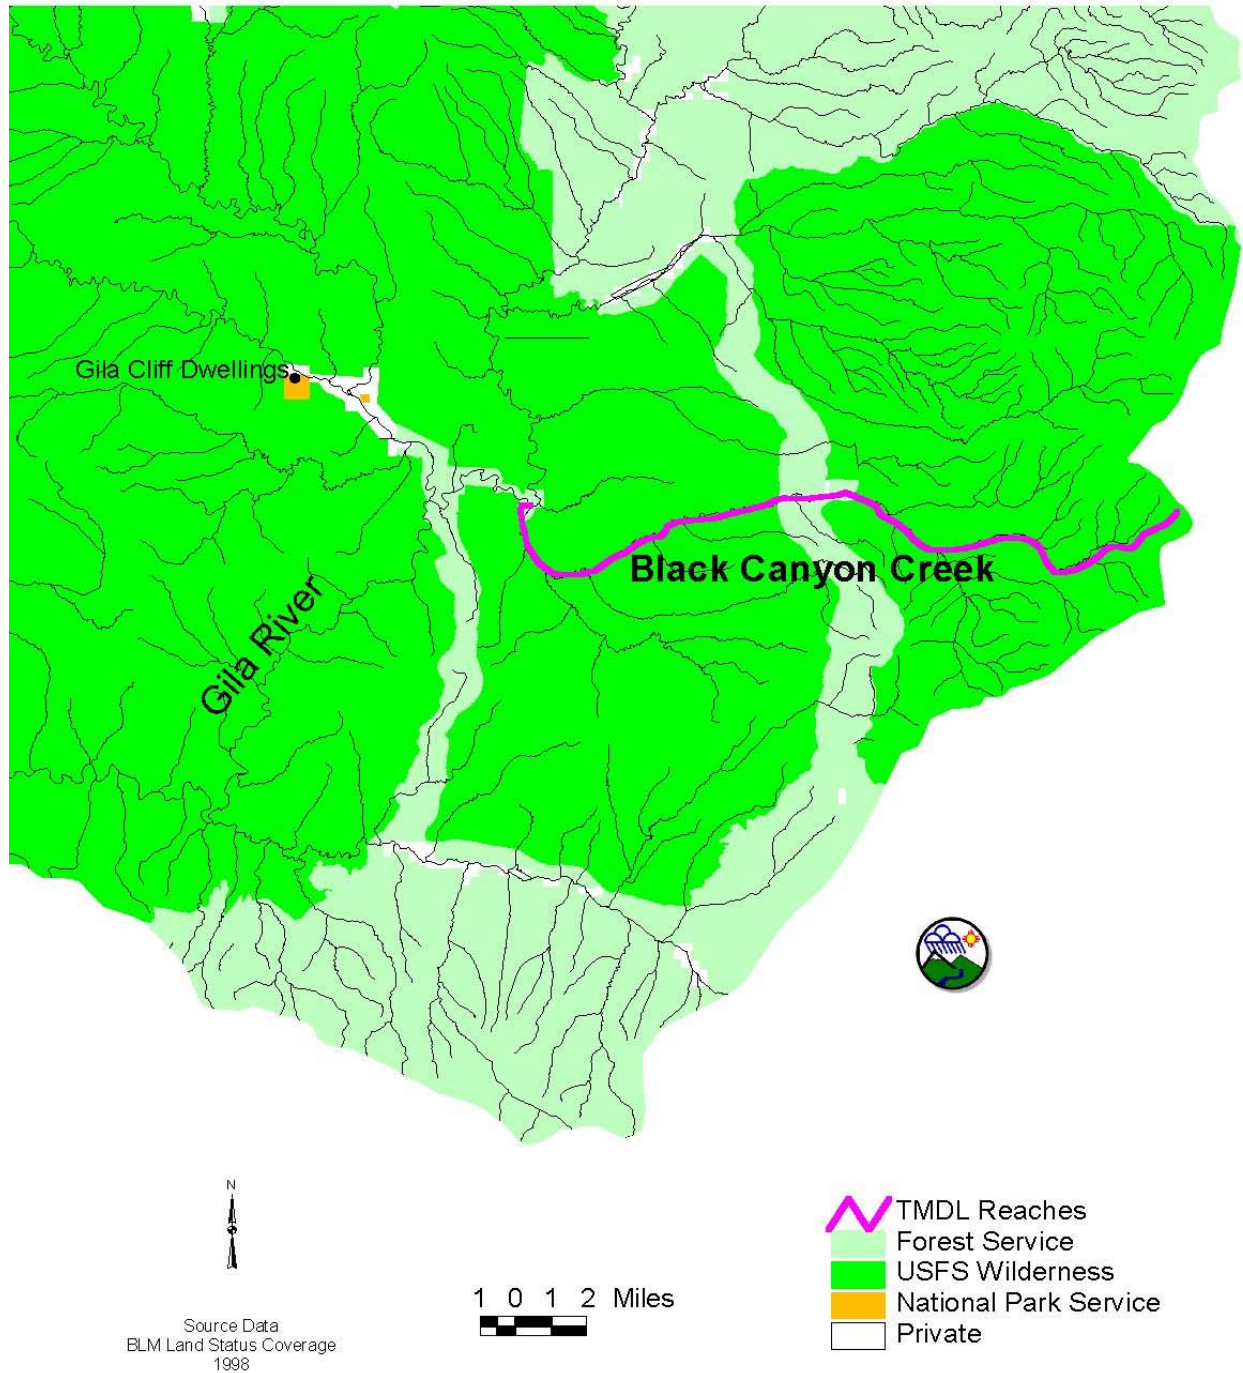 Gila Cliff Dwellings
Black Canyon Creek
Gila River
N
Source Data
BLM Land Status Coverage
1998
1 0 1 2 Miles
TMDL Reaches
Forest Service
USFS Wilderness
National Park Service
Private